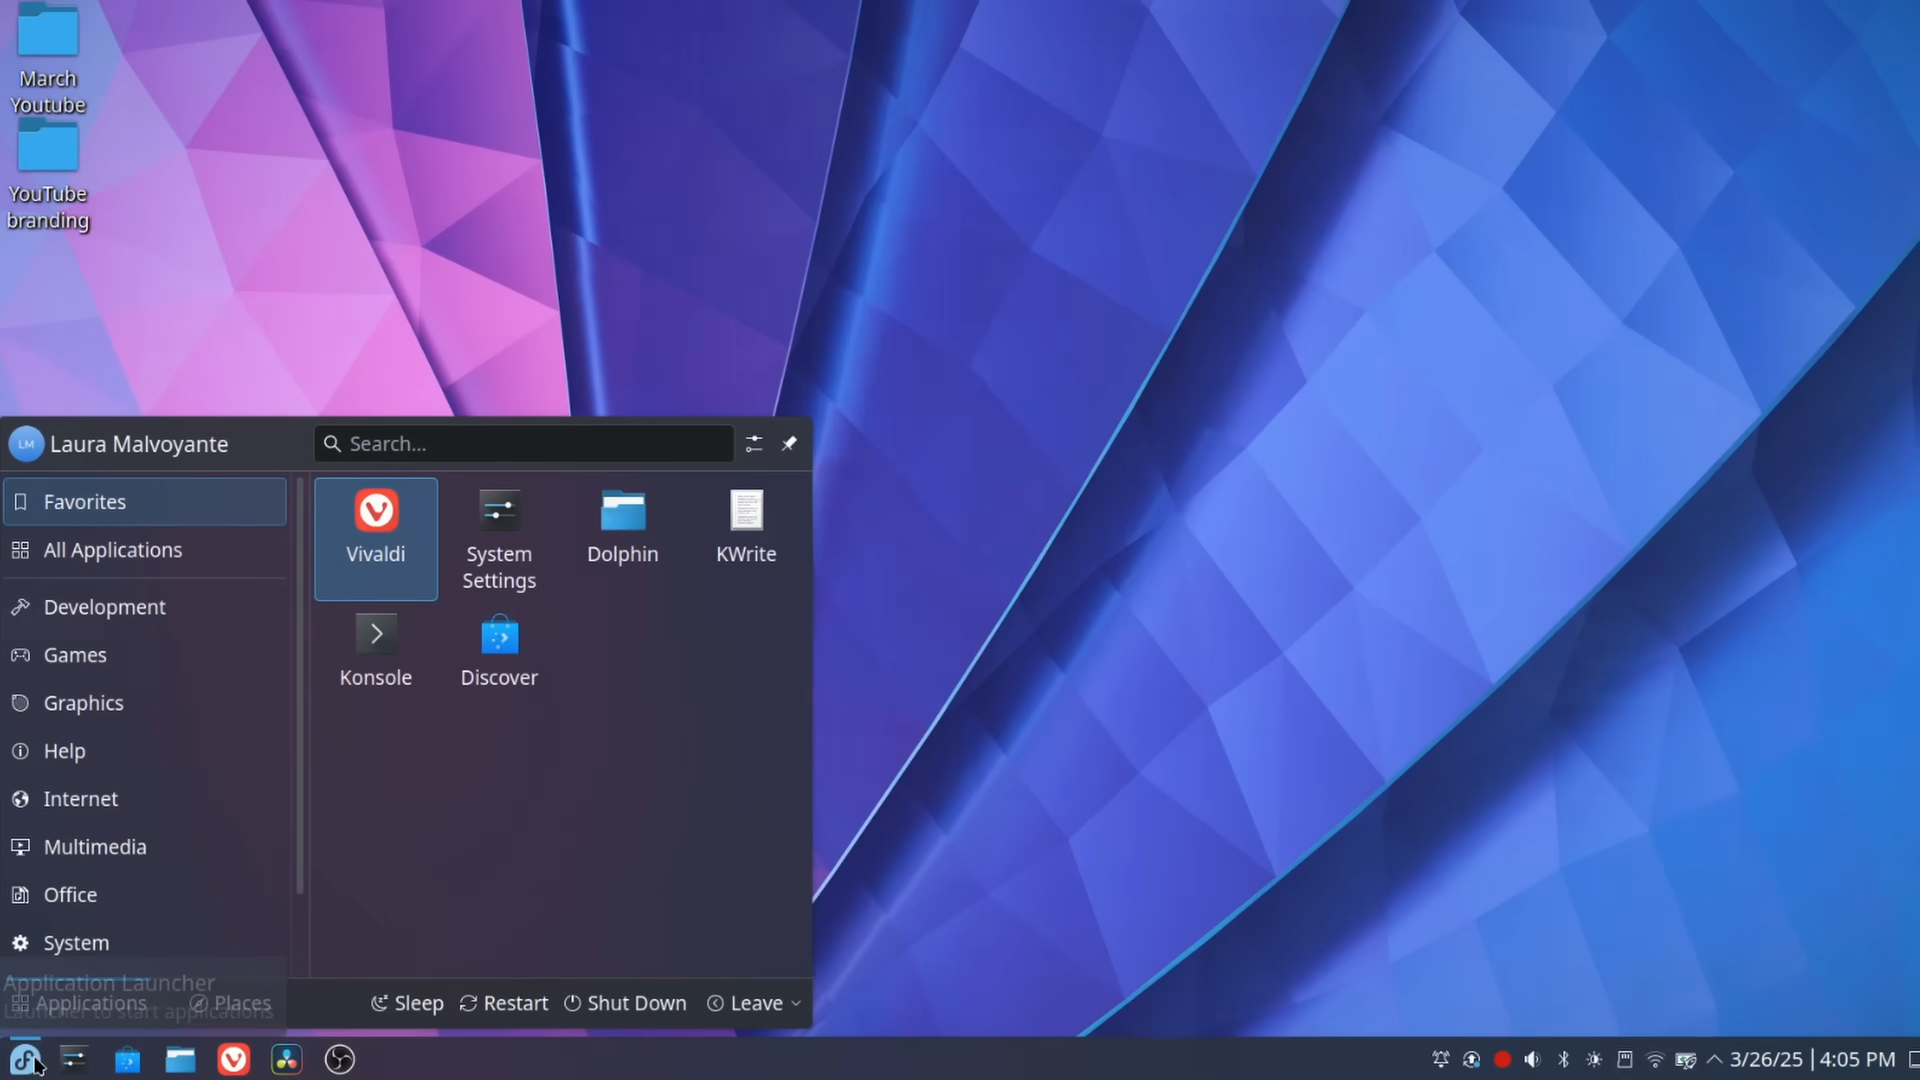 March
Youtube
YouTube
branding
LM
Laura Malvoyante
Search...
Favorites
All Applications
Development
Games
Graphics
Help
Internet
Multimedia
Office
System
Vivaldi
System
Settings
Dolphin
KWrite
Konsole
Discover
Application Launcher
Launcher to start applications
Applications
Places
Sleep
Restart
Shut Down
Leave
3/26/25
4:05 PM